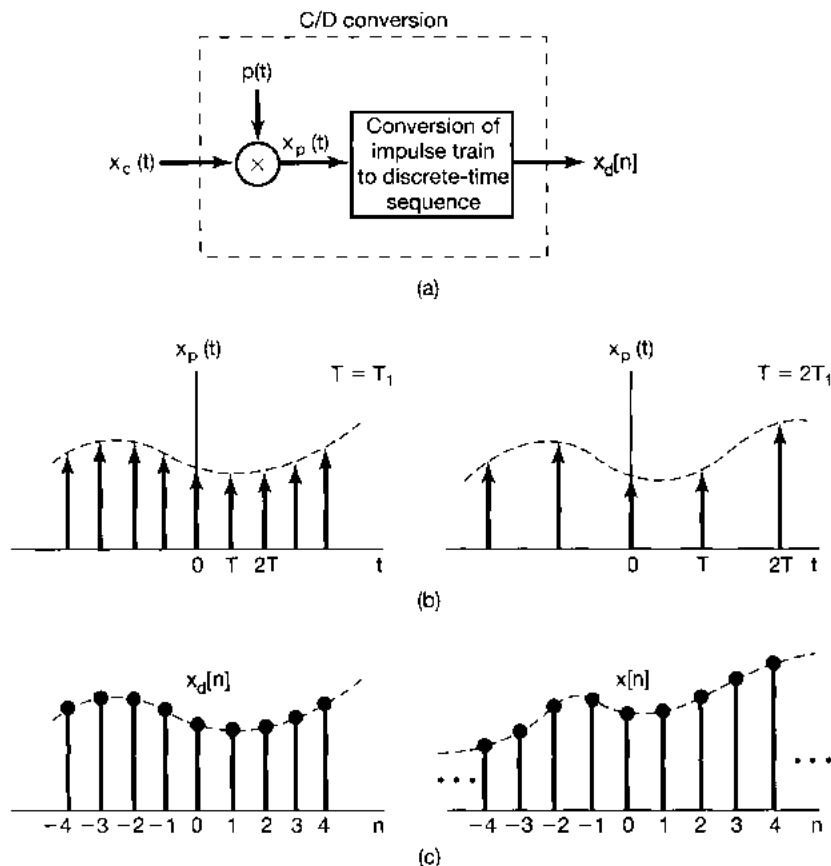 C/D conversion
p(t)
x_c (t)
x_p (t)
×
Conversion of
impulse train
to discrete-time
sequence
x_d[n]
(a)
x_p (t)
T = T_1
0 T 2T t
x_p (t)
T = 2T_1
0 T 2T t
(b)
x_d[n]
-4 -3 -2 -1 0 1 2 3 4 n
x[n]
-4 -3 -2 -1 0 1 2 3 4 n
(c)